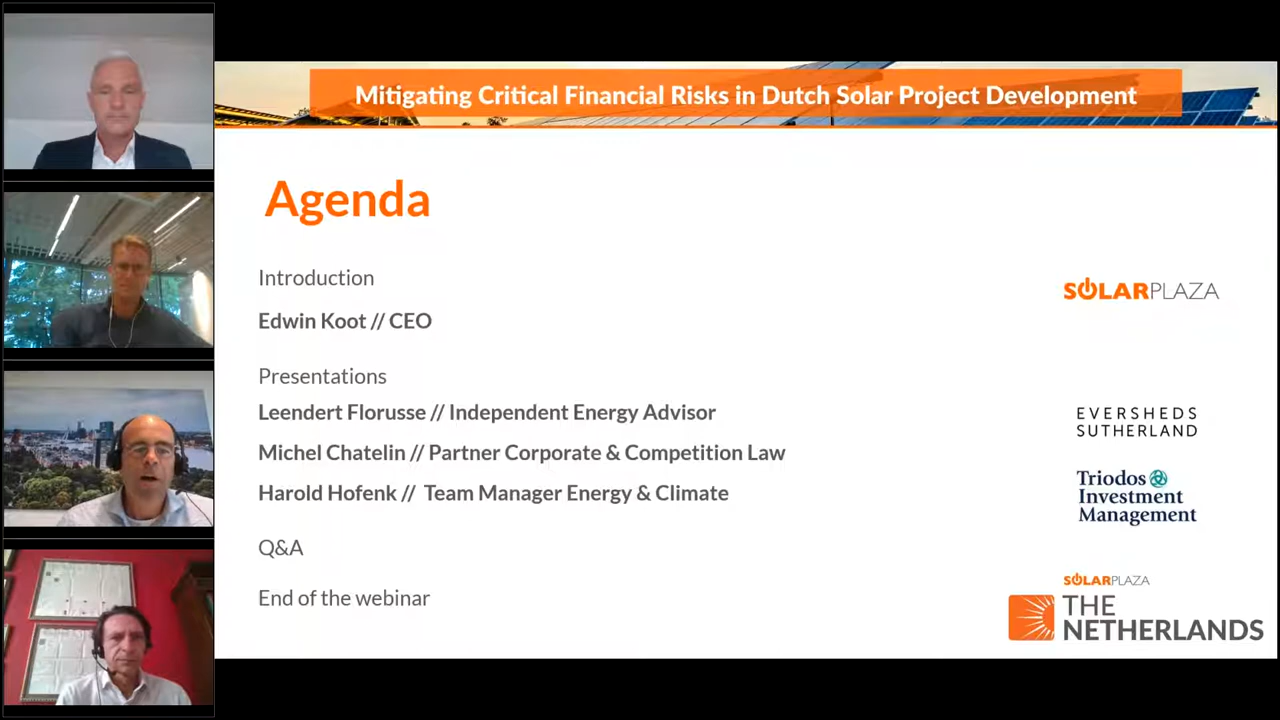 Mitigating Critical Financial Risks in Dutch Solar Project Development
Agenda
Introduction
SOLARPLAZA
Edwin Koot // CEO
Presentations
Leendert Florusse // Independent Energy Advisor
EVERSHEDS
SUTHERLAND
Michel Chatelin // Partner Corporate & Competition Law
Harold Hofenk // Team Manager Energy & Climate
Triodos
Investment
Management
Q&A
End of the webinar
SOLARPLAZA
THE
NETHERLANDS